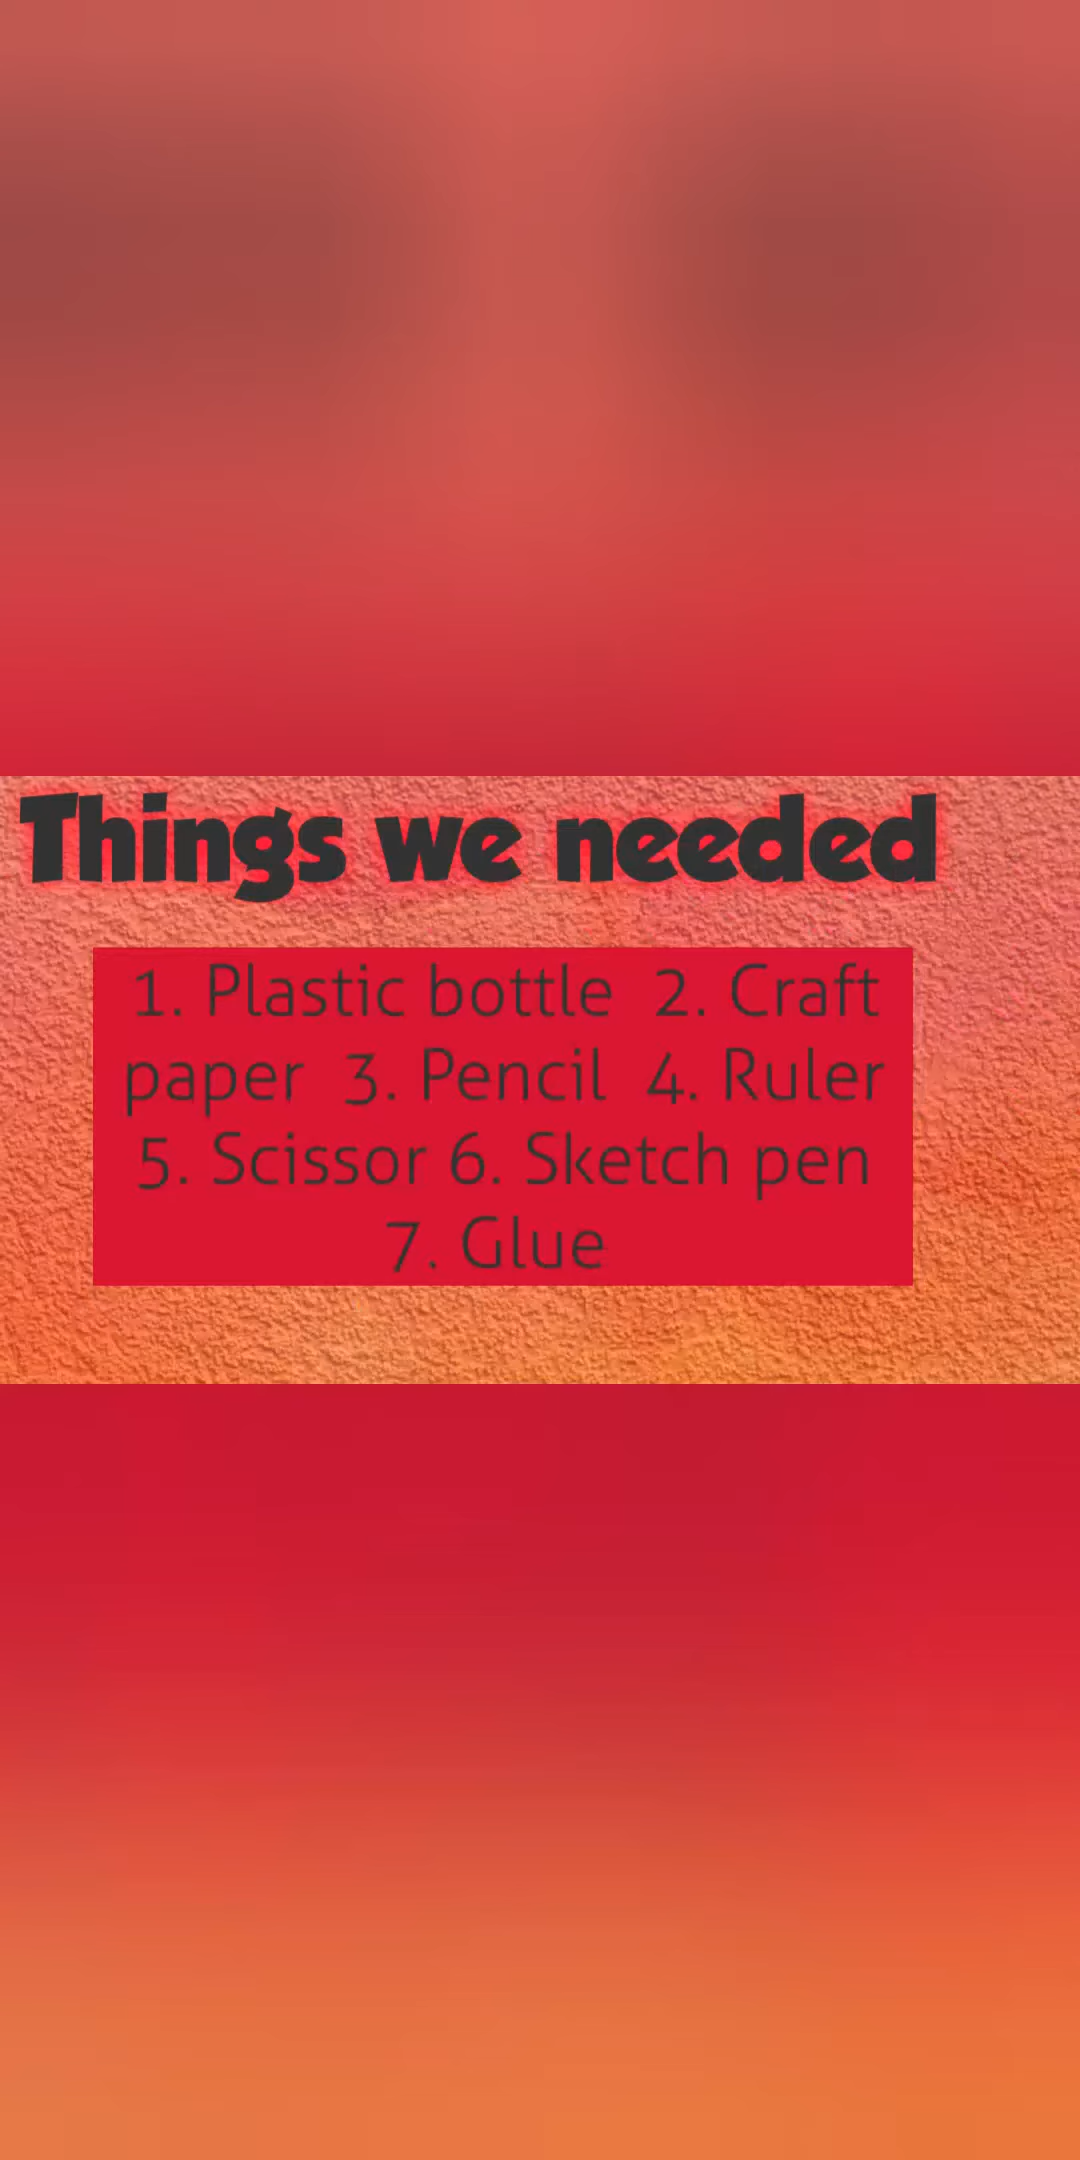 Things we needed
1. Plastic bottle 2. Craft
paper 3. Pencil 4. Ruler
5. Scissor 6. Sketch pen
7. Glue